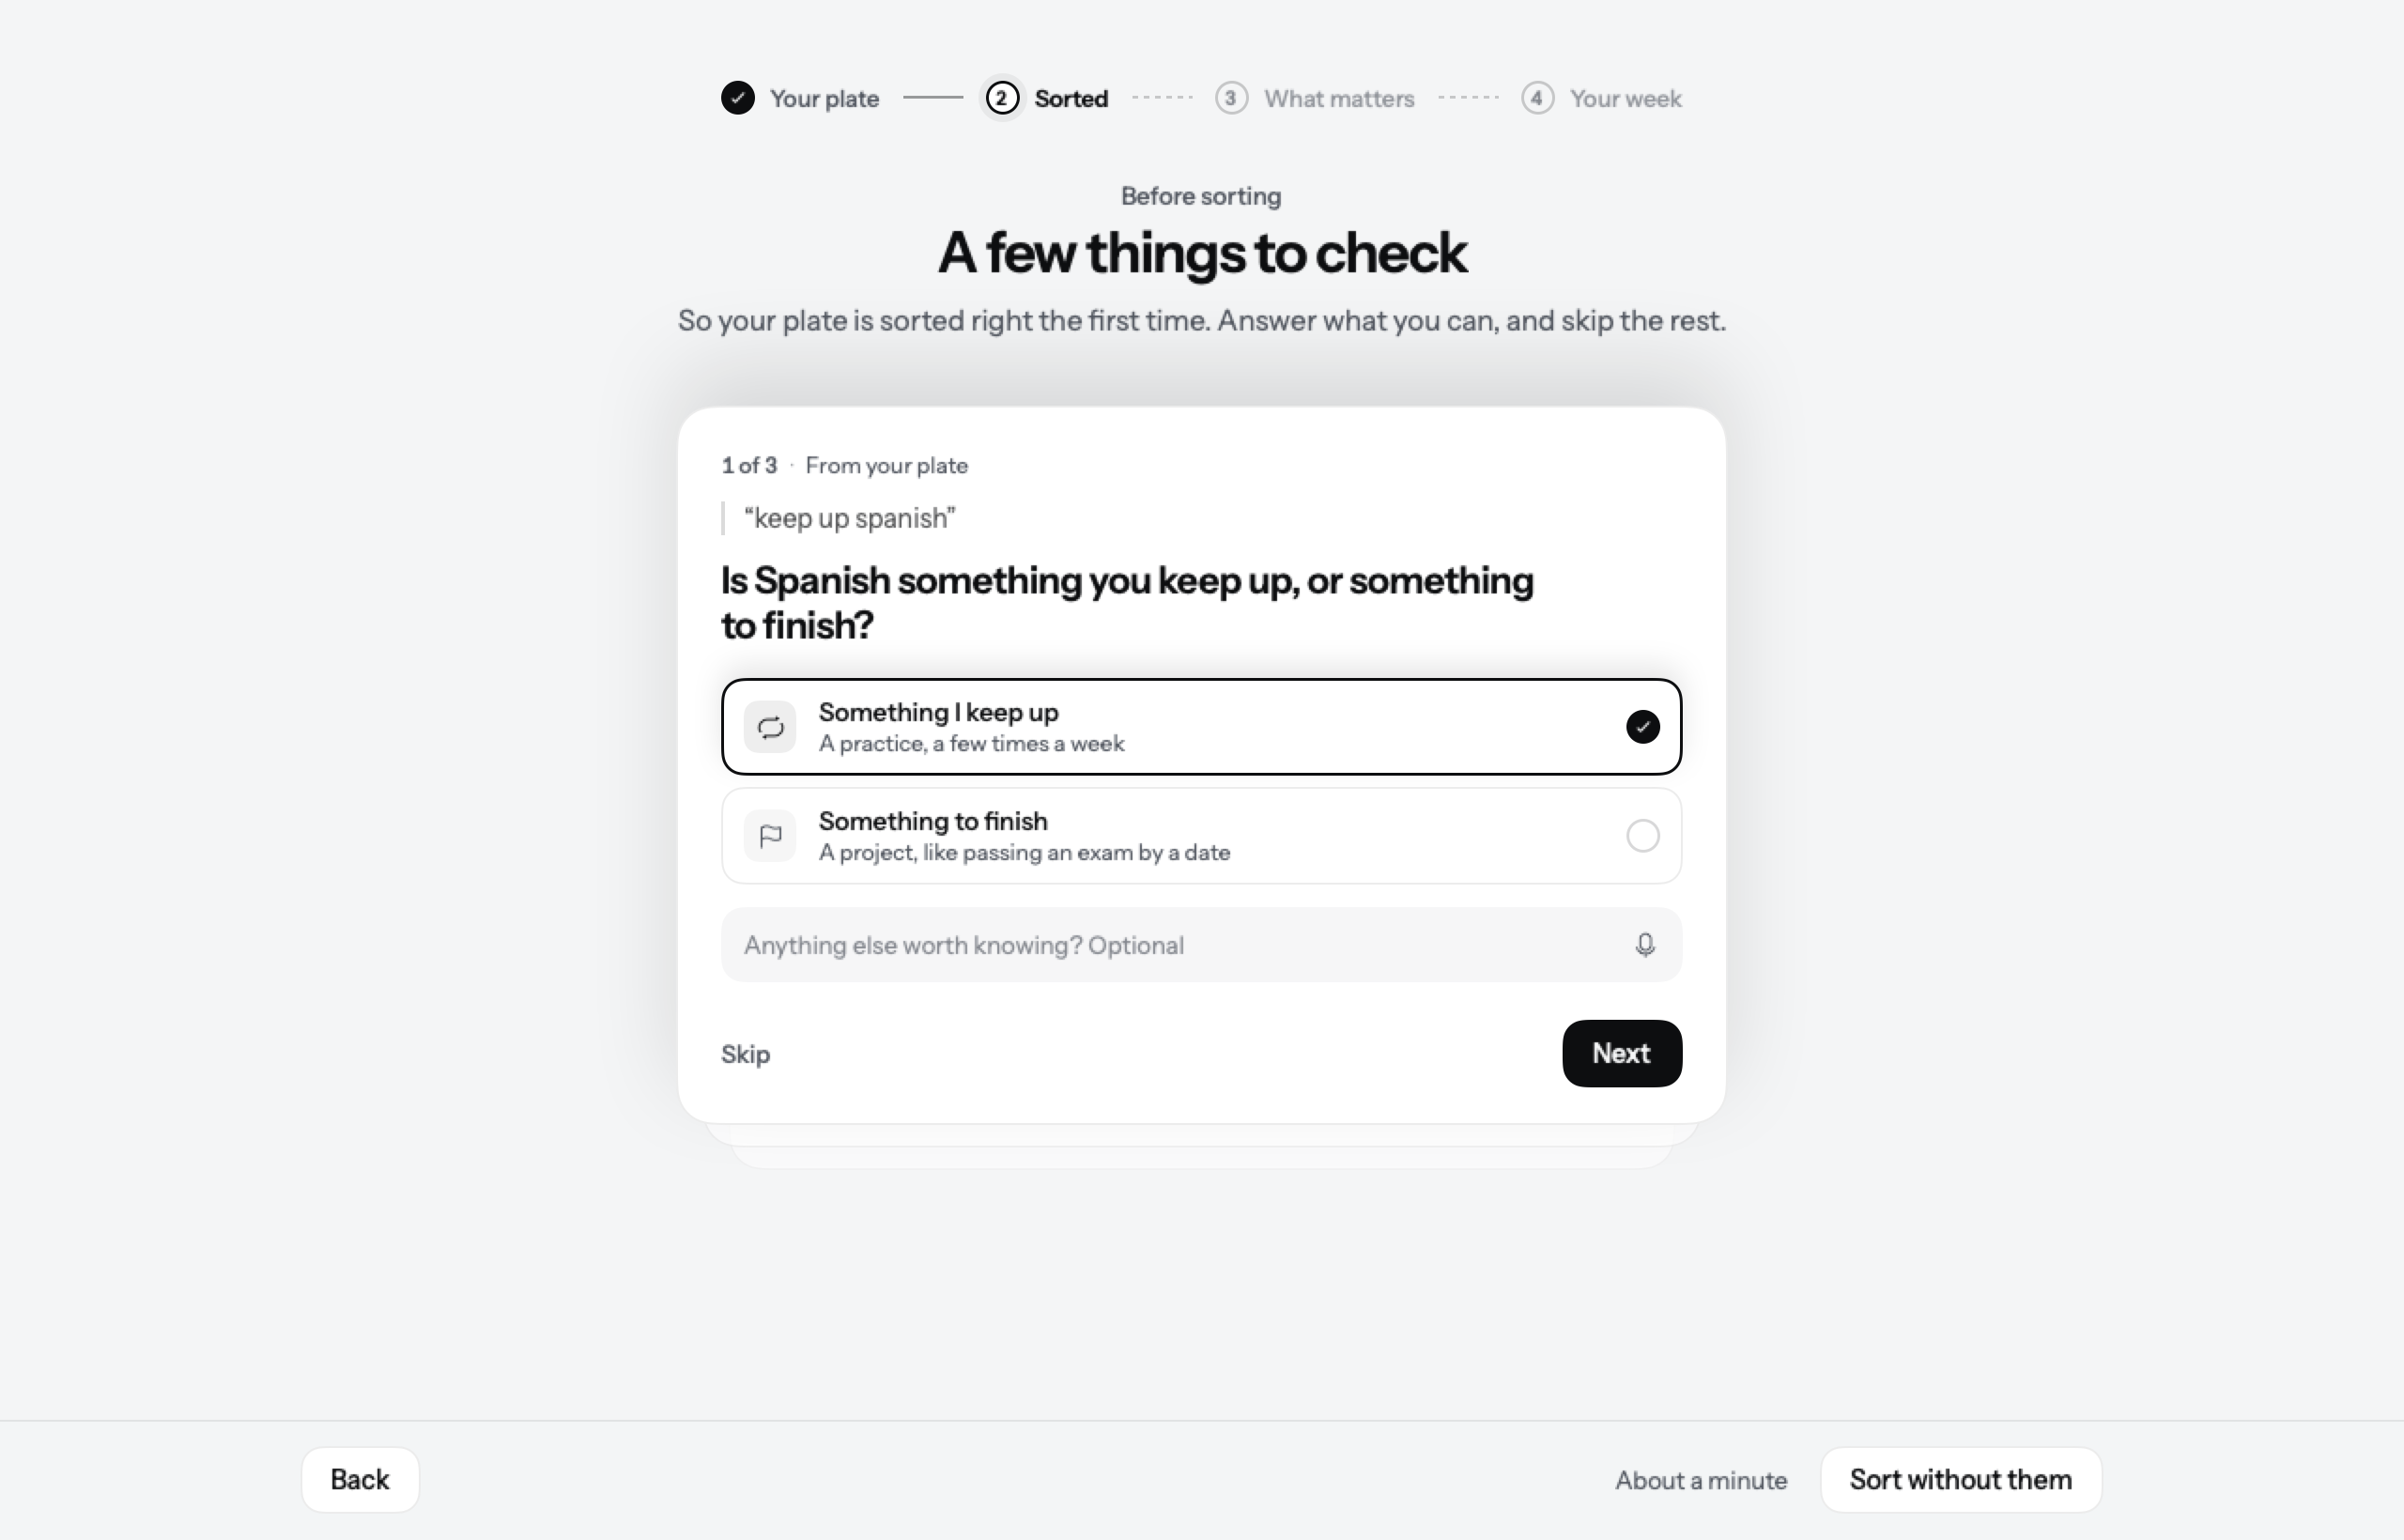 Your plate
2 Sorted
3 What matters
4 Your week
Before sorting
A few things to check
So your plate is sorted right the first time. Answer what you can, and skip the rest.
1 of 3 · From your plate
“keep up spanish”
Is Spanish something you keep up, or something
to finish?
Something I keep up
A practice, a few times a week
Something to finish
A project, like passing an exam by a date
Anything else worth knowing? Optional
Skip
Next
Back
About a minute
Sort without them